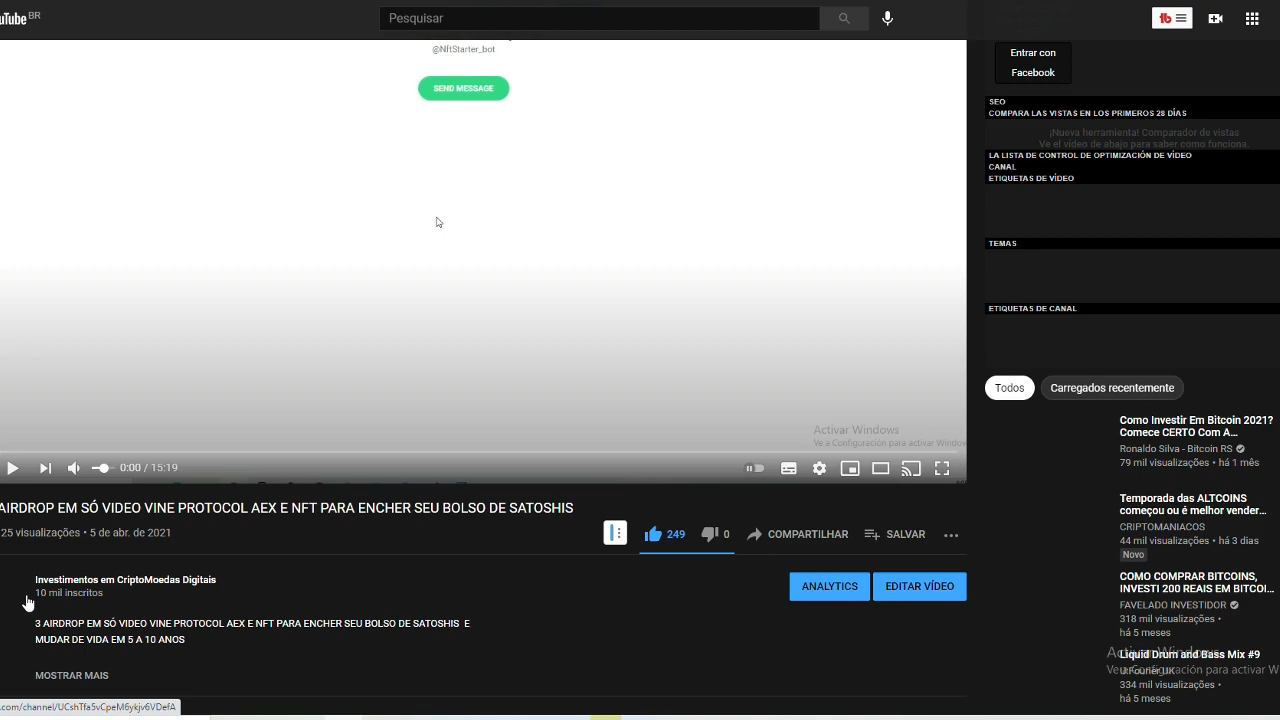 uTube BR
Pesquisar
@NftStarter_bot
SEND MESSAGE
Activar Windows
Ve a Configuración para activar Window
0:00 / 15:19
AIRDROP EM SÓ VIDEO VINE PROTOCOL AEX E NFT PARA ENCHER SEU BOLSO DE SATOSHIS
25 visualizações • 5 de abr. de 2021
249
0
COMPARTILHAR
SALVAR
Investimentos em CriptoMoedas Digitais
10 mil inscritos
ANALYTICS
EDITAR VÍDEO
3 AIRDROP EM SÓ VIDEO VINE PROTOCOL AEX E NFT PARA ENCHER SEU BOLSO DE SATOSHIS E
MUDAR DE VIDA EM 5 A 10 ANOS
MOSTRAR MAIS
.com/channel/UCshTfa5vCpeM6ykjv6VDefA
Entrar con
Facebook
SEO
COMPARA LAS VISTAS EN LOS PRIMEROS 28 DÍAS
¡Nueva herramienta! Comparador de vistas
Ve el vídeo de abajo para saber como funciona.
LA LISTA DE CONTROL DE OPTIMIZACIÓN DE VÍDEO
CANAL
ETIQUETAS DE VÍDEO
TEMAS
ETIQUETAS DE CANAL
Todos
Carregados recentemente
Como Investir Em Bitcoin 2021?
Comece CERTO Com A...
Ronaldo Silva - Bitcoin RS
79 mil visualizações • há 1 mês
Temporada das ALTCOINS
começou ou é melhor vender...
CRIPTOMANIACOS
44 mil visualizações • há 3 dias
Novo
COMO COMPRAR BITCOINS,
INVESTI 200 REAIS EM BITCOI...
FAVELADO INVESTIDOR
318 mil visualizações •
há 5 meses
Liquid Drum and Bass Mix #9
Activar Windows
Ve a Configuración para activar W
334 mil visualizações •
há 5 meses